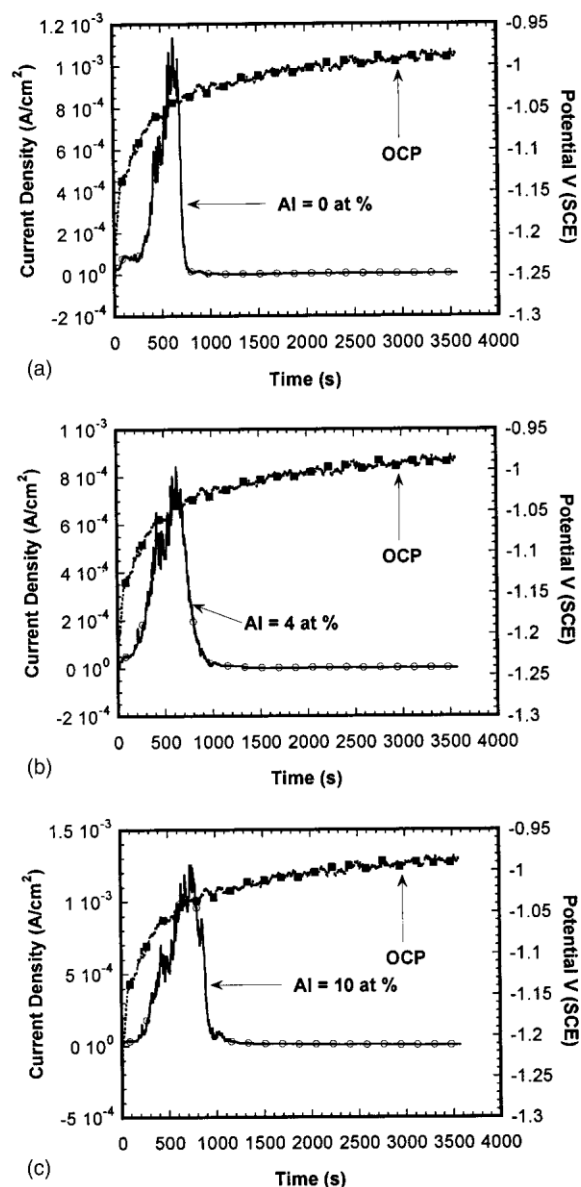 1.2 10⁻³
1 10⁻³
8 10⁻⁴
6 10⁻⁴
4 10⁻⁴
2 10⁻⁴
0 10⁰
-2 10⁻⁴
Current Density (A/cm²)
OCP
Al = 0 at %
-0.95
-1
-1.05
-1.1
-1.15
-1.2
-1.25
-1.3
Potential V (SCE)
0 500 1000 1500 2000 2500 3000 3500 4000
Time (s)
(a)
1 10⁻³
8 10⁻⁴
6 10⁻⁴
4 10⁻⁴
2 10⁻⁴
0 10⁰
-2 10⁻⁴
Current Density (A/cm²)
OCP
Al = 4 at %
-0.95
-1
-1.05
-1.1
-1.15
-1.2
-1.25
-1.3
Potential V (SCE)
0 500 1000 1500 2000 2500 3000 3500 4000
Time (s)
(b)
1.5 10⁻³
1 10⁻³
5 10⁻⁴
0 10⁰
-5 10⁻⁴
Current Density (A/cm²)
OCP
Al = 10 at %
-0.95
-1
-1.05
-1.1
-1.15
-1.2
-1.25
-1.3
Potential V (SCE)
0 500 1000 1500 2000 2500 3000 3500 4000
Time (s)
(c)